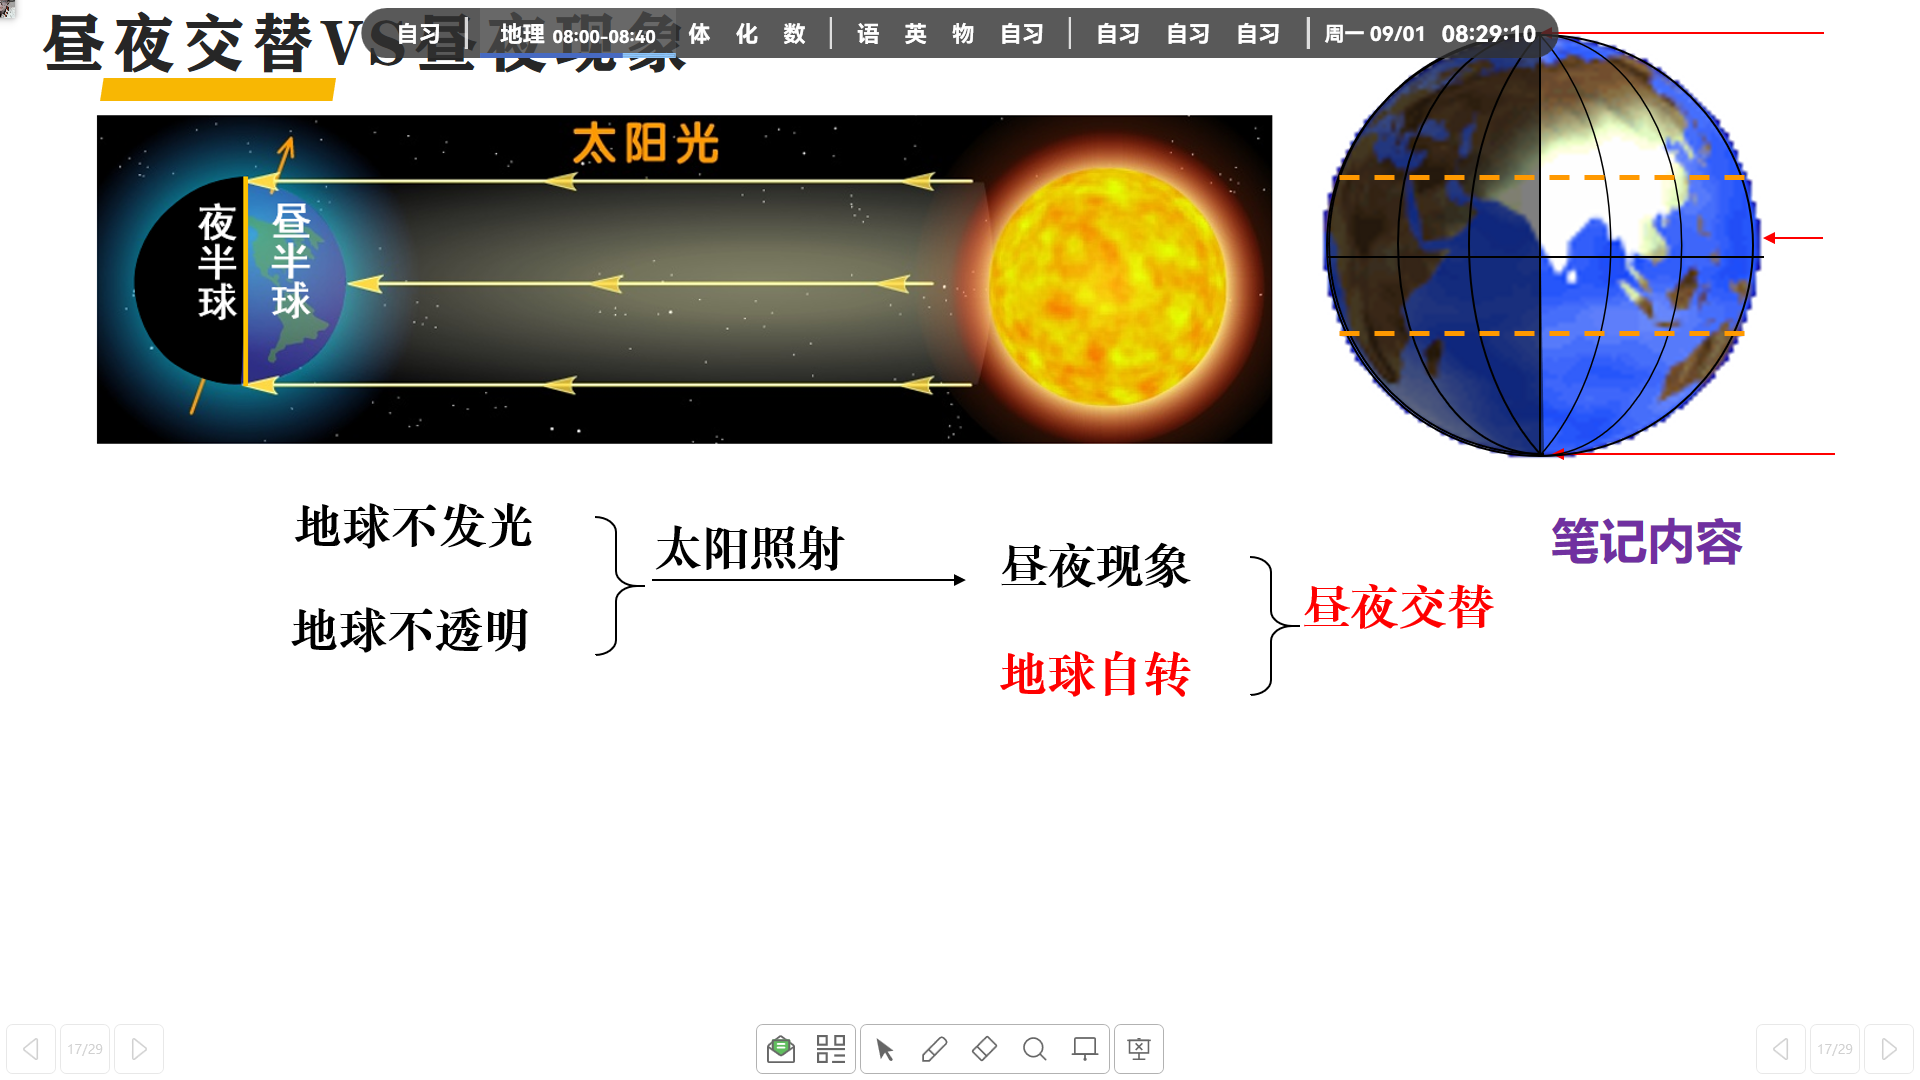 昼夜交替VS昼夜现象
自习 | 地理 08:00-08:40 体 化 数 | 语 英 物 自习 | 自习 自习 自习 | 周一 09/01 08:29:10
太阳光
夜半球
昼半球
地球不发光
地球不透明
太阳照射
昼夜现象
地球自转
昼夜交替
笔记内容
17/29
17/29